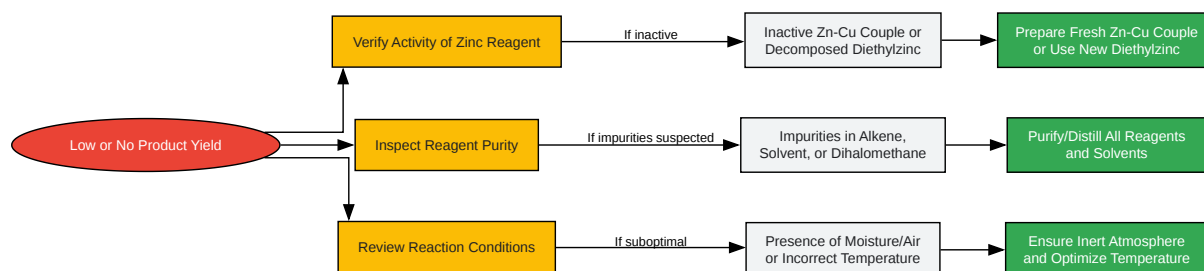 Verify Activity of Zinc Reagent
If inactive
Inactive Zn-Cu Couple or
Decomposed Diethylzinc
Prepare Fresh Zn-Cu Couple
or Use New Diethylzinc
Low or No Product Yield
Inspect Reagent Purity
If impurities suspected
Impurities in Alkene,
Solvent, or Dihalomethane
Purify/Distill All Reagents
and Solvents
Review Reaction Conditions
If suboptimal
Presence of Moisture/Air
or Incorrect Temperature
Ensure Inert Atmosphere
and Optimize Temperature